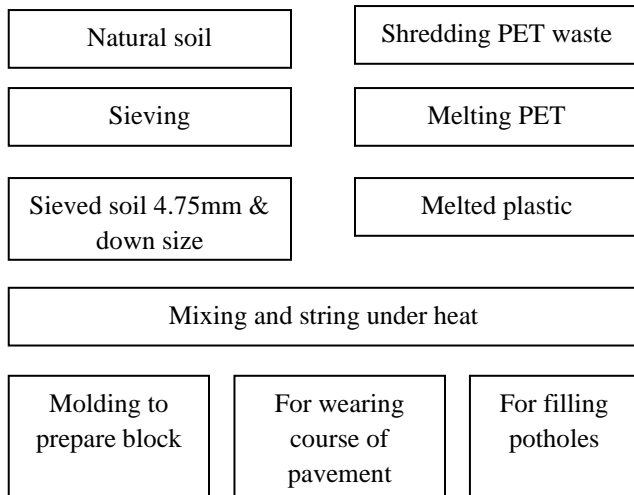 Natural soil
Shredding PET waste
Sieving
Melting PET
Sieved soil 4.75mm &
down size
Melted plastic
Mixing and string under heat
Molding to
prepare block
For wearing
course of
pavement
For filling
potholes